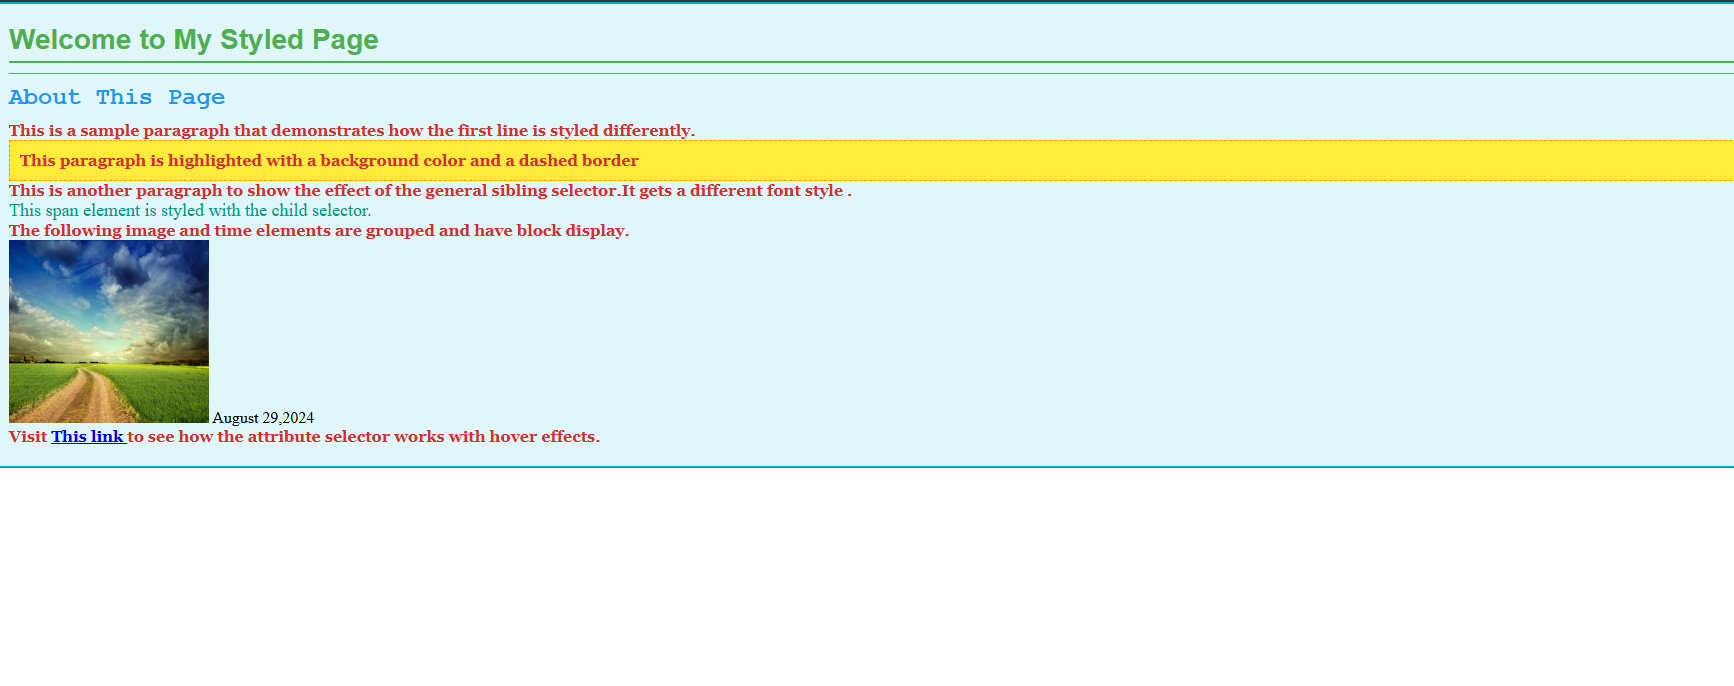 Welcome to My Styled Page
About This Page
This is a sample paragraph that demonstrates how the first line is styled differently.
This paragraph is highlighted with a background color and a dashed border
This is another paragraph to show the effect of the general sibling selector.It gets a different font style .
This span element is styled with the child selector.
The following image and time elements are grouped and have block display.
August 29,2024
Visit This link to see how the attribute selector works with hover effects.